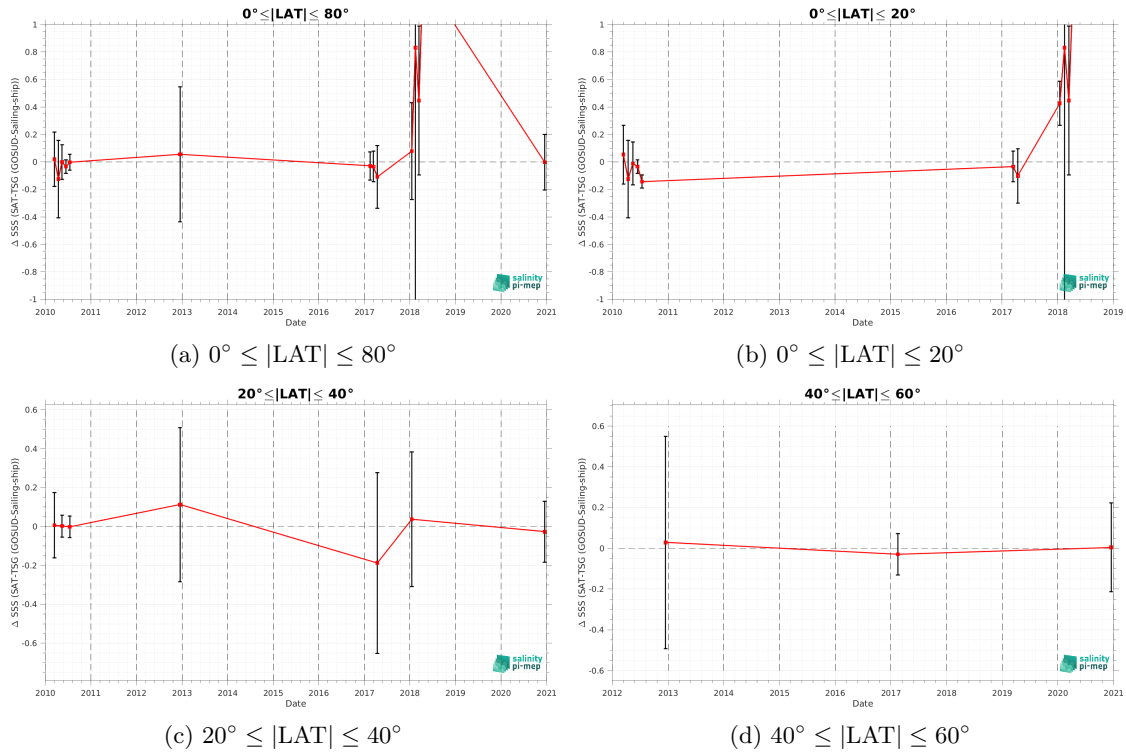 0°≤|LAT|≤ 80°
Δ SSS (SAT-TSG (GOSUD-Sailing-ship))
1
0.8
0.6
0.4
0.2
0
-0.2
-0.4
-0.6
-0.8
-1
2010 2011 2012 2013 2014 2015 2016 2017 2018 2019 2020 2021
Date
salinity
pi-mep
(a) 0° ≤ |LAT| ≤ 80°
0°≤|LAT|≤ 20°
Δ SSS (SAT-TSG (GOSUD-Sailing-ship))
1
0.8
0.6
0.4
0.2
0
-0.2
-0.4
-0.6
-0.8
-1
2010 2011 2012 2013 2014 2015 2016 2017 2018 2019
Date
salinity
pi-mep
(b) 0° ≤ |LAT| ≤ 20°
20°≤|LAT|≤ 40°
Δ SSS (SAT-TSG (GOSUD-Sailing-ship))
0.6
0.4
0.2
0
-0.2
-0.4
-0.6
2010 2011 2012 2013 2014 2015 2016 2017 2018 2019 2020 2021
Date
salinity
pi-mep
(c) 20° ≤ |LAT| ≤ 40°
40°≤|LAT|≤ 60°
Δ SSS (SAT-TSG (GOSUD-Sailing-ship))
0.6
0.4
0.2
0
-0.2
-0.4
-0.6
2012 2013 2014 2015 2016 2017 2018 2019 2020 2021
Date
salinity
pi-mep
(d) 40° ≤ |LAT| ≤ 60°